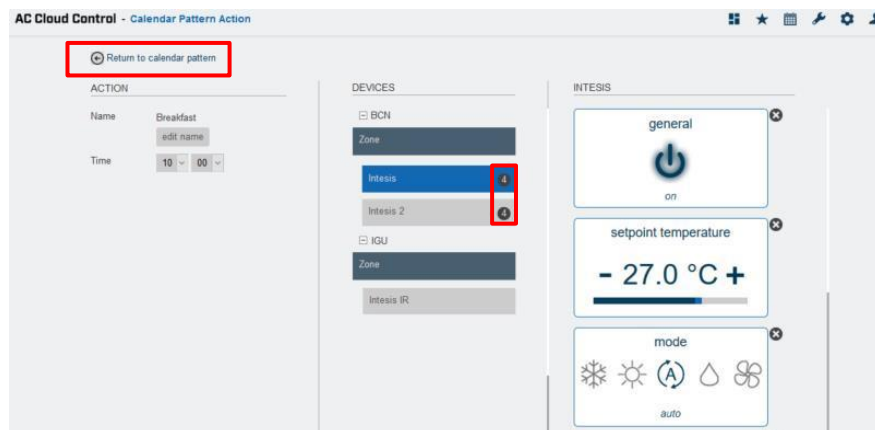 AC Cloud Control - Calendar Pattern Action
Return to calendar pattern
ACTION
Name Breakfast
edit name
Time 10 00
DEVICES
BCN
Zone
Intesis 4
Intesis 2 4
IGU
Zone
Intesis IR
INTESIS
general
on
setpoint temperature
- 27.0 °C +
mode
A
auto